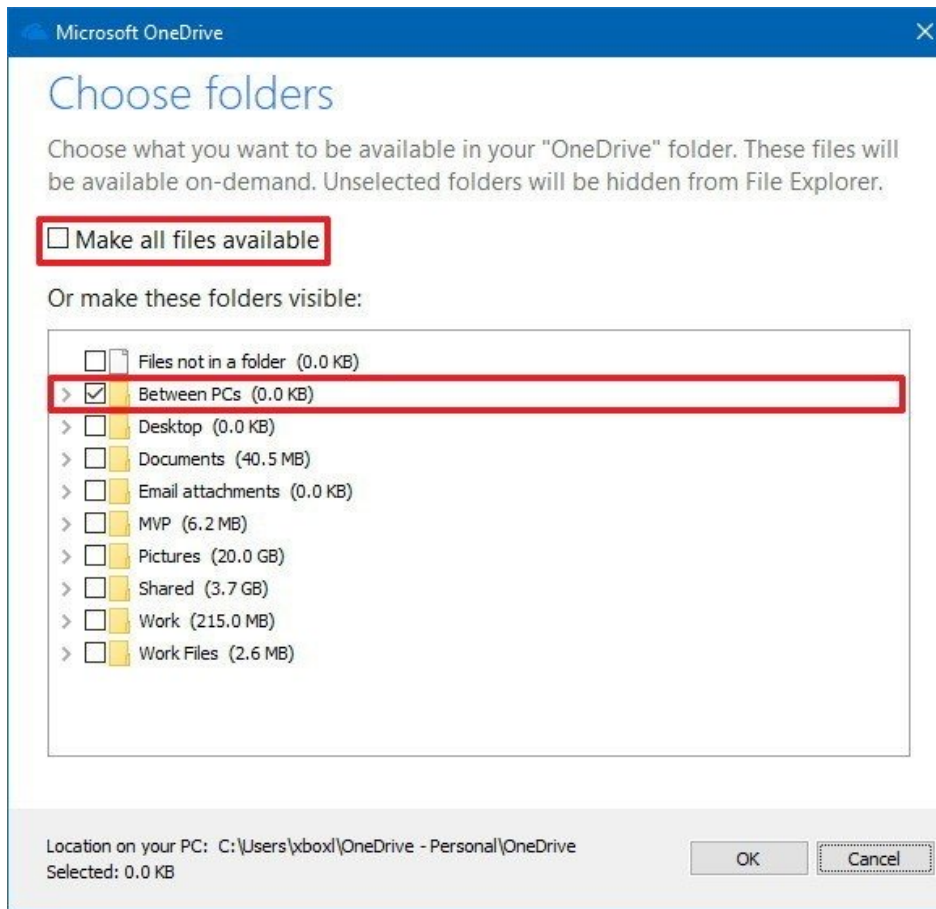 Microsoft OneDrive
Choose folders
Choose what you want to be available in your "OneDrive" folder. These files will
be available on-demand. Unselected folders will be hidden from File Explorer.
Make all files available
Or make these folders visible:
Files not in a folder (0.0 KB)
Between PCs (0.0 KB)
Desktop (0.0 KB)
Documents (40.5 MB)
Email attachments (0.0 KB)
MVP (6.2 MB)
Pictures (20.0 GB)
Shared (3.7 GB)
Work (215.0 MB)
Work Files (2.6 MB)
Location on your PC: C:\Users\xboxl\OneDrive - Personal\OneDrive
Selected: 0.0 KB
OK Cancel